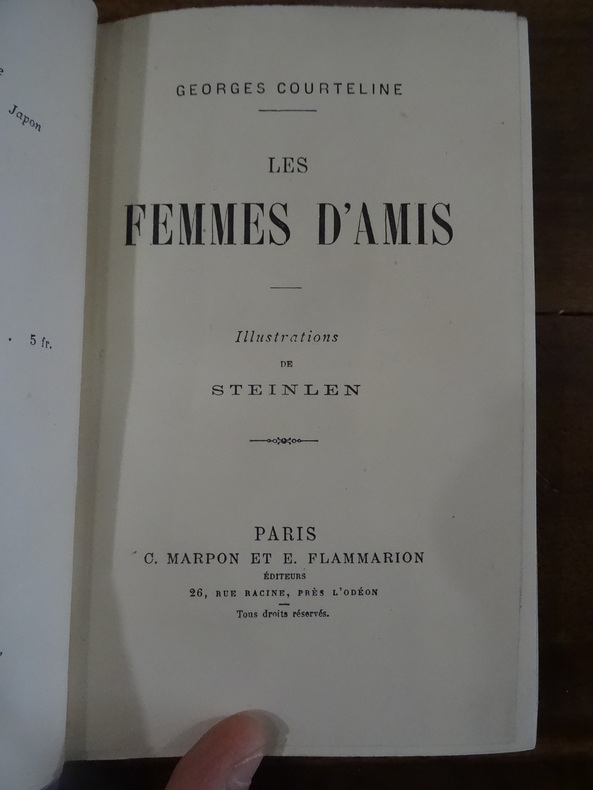 Japon
5 fr.
GEORGES COURTELINE
LES
FEMMES D'AMIS
Illustrations
DE
STEINLEN
PARIS
C. MARPON ET E. FLAMMARION
ÉDITEURS
26, RUE RACINE, PRÈS L'ODÉON
Tous droits réservés.